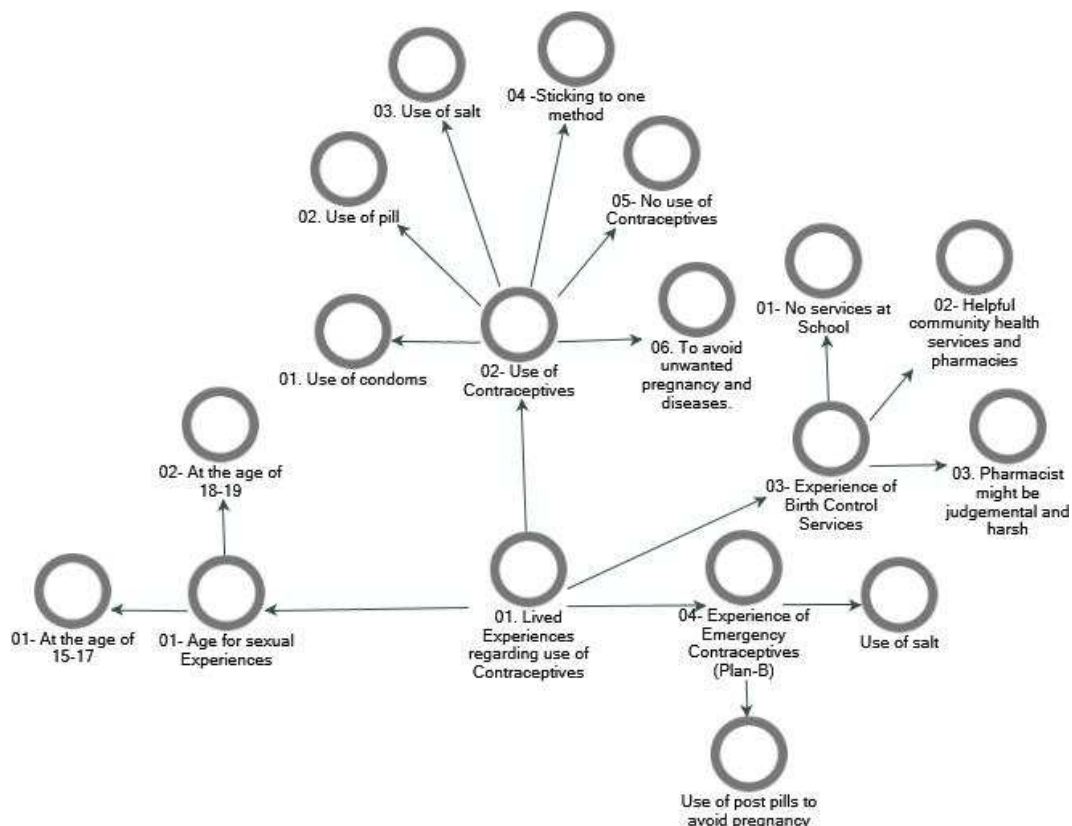 04 -Sticking to one
method
03. Use of salt
05- No use of
Contraceptives
02. Use of pill
01- No services at
School
02- Helpful
community health
services and
pharmacies
06. To avoid
unwanted
pregnancy and
diseases.
02- Use of
Contraceptives
01. Use of condoms
02- At the age of
18-19
03- Experience of
Birth Control
Services
03. Pharmacist
might be
judgemental and
harsh
01- At the age of
15-17
01- Age for sexual
Experiences
01. Lived
Experiences
regarding use of
Contraceptives
04- Experience of
Emergency
Contraceptives
(Plan-B)
Use of salt
Use of post pills to
avoid pregnancy